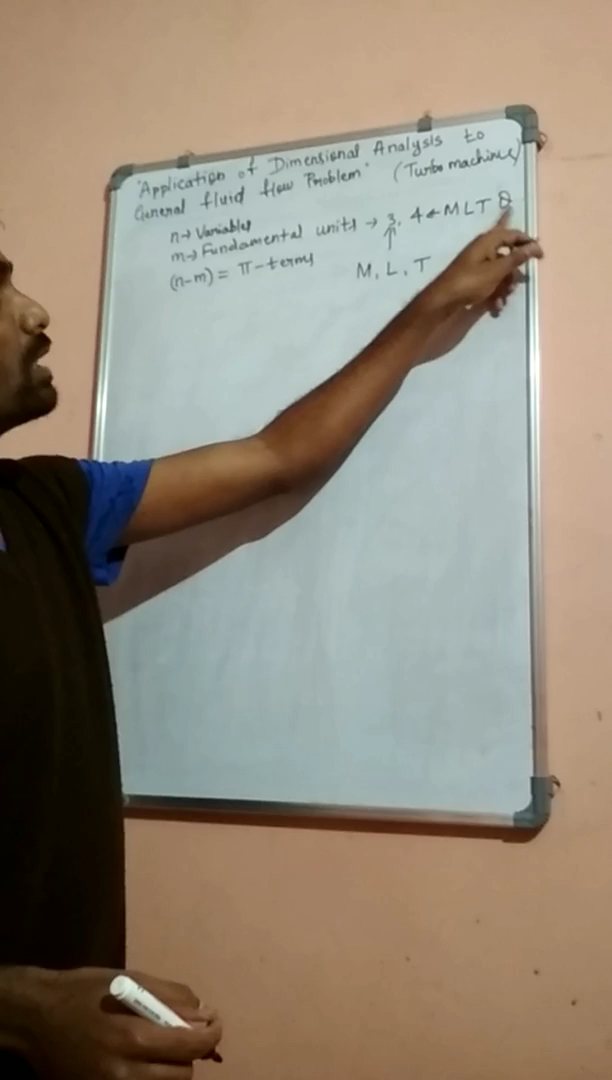 "Application of Dimensional Analysis to
General fluid flow Problem" (Turbo machines)
n→ Variables
m→ Fundamental units → 3, 4 ← M L T θ
(n-m) = π-terms
M, L, T